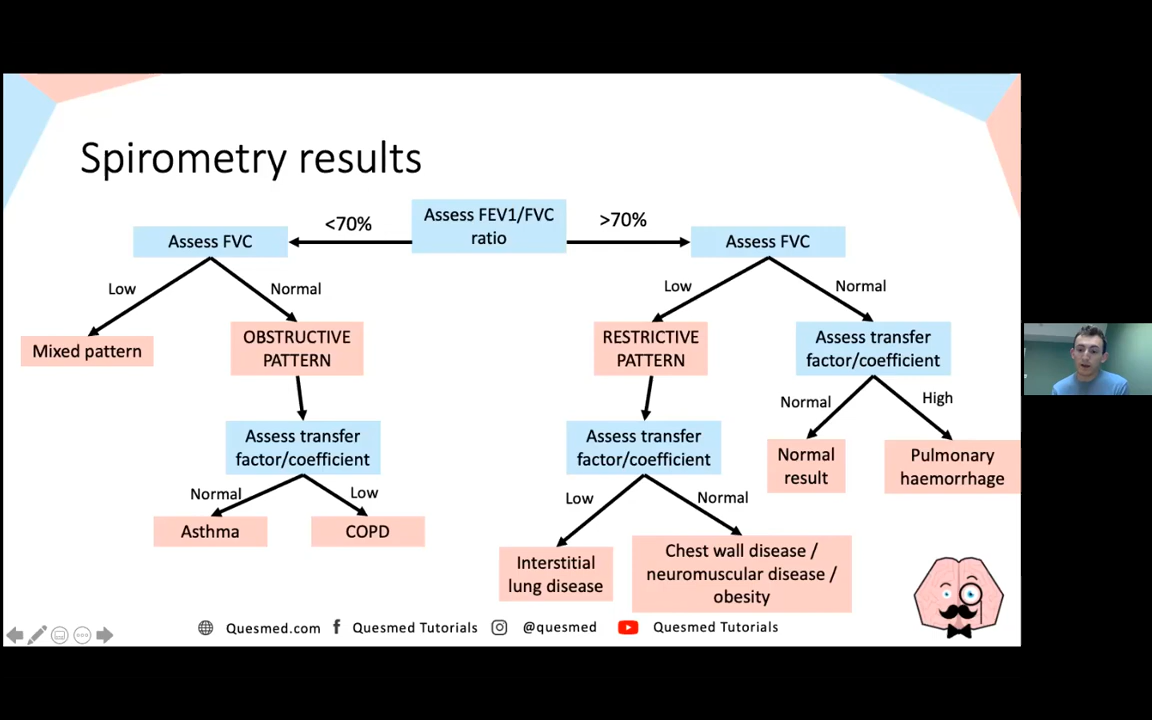 Spirometry results
<70%
Assess FEV1/FVC
ratio
>70%
Assess FVC
Assess FVC
Low
Normal
Low
Normal
Mixed pattern
OBSTRUCTIVE
PATTERN
RESTRICTIVE
PATTERN
Assess transfer
factor/coefficient
Normal
High
Assess transfer
factor/coefficient
Assess transfer
factor/coefficient
Normal
result
Pulmonary
haemorrhage
Normal
Low
Low
Normal
Asthma
COPD
Interstitial
lung disease
Chest wall disease /
neuromuscular disease /
obesity
Quesmed.com
Quesmed Tutorials
@quesmed
Quesmed Tutorials